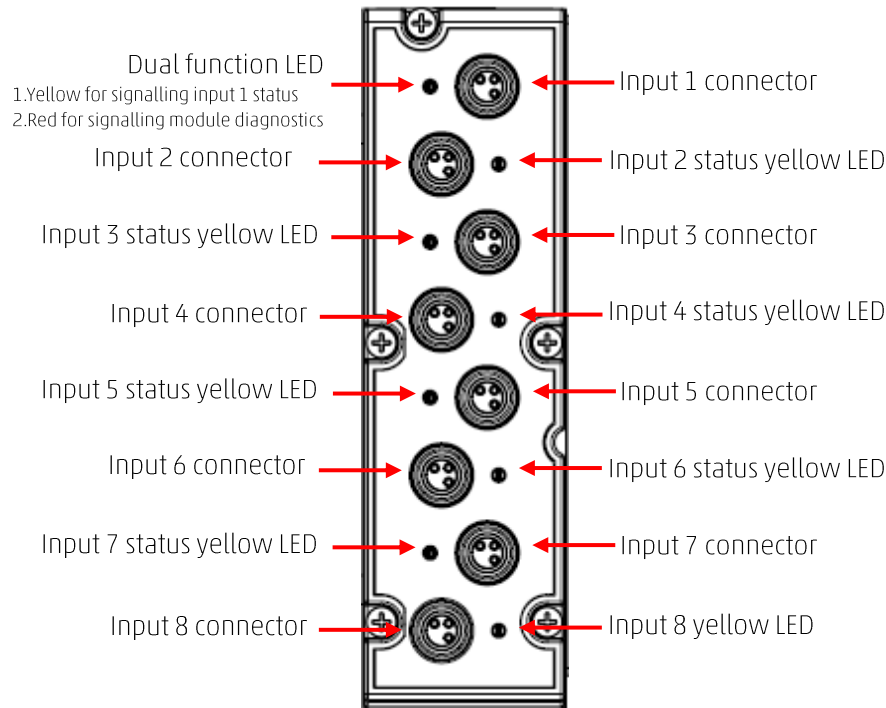 Dual function LED
1.Yellow for signalling input 1 status
2.Red for signalling module diagnostics
Input 1 connector
Input 2 connector
Input 2 status yellow LED
Input 3 status yellow LED
Input 3 connector
Input 4 connector
Input 4 status yellow LED
Input 5 status yellow LED
Input 5 connector
Input 6 connector
Input 6 status yellow LED
Input 7 status yellow LED
Input 7 connector
Input 8 connector
Input 8 yellow LED